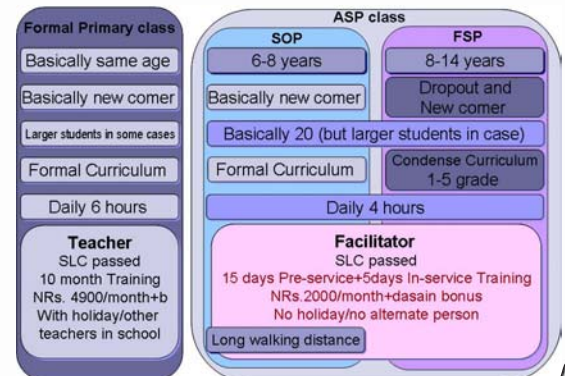 Formal Primary class
Basically same age
Basically new comer
Larger students in some cases
Formal Curriculum
Daily 6 hours
Teacher
SLC passed
10 month Training
NRs. 4900/month+b
With holiday/other
teachers in school
ASP class
SOP
FSP
6-8 years
8-14 years
Basically new comer
Dropout and
New comer
Basically 20 (but larger students in case)
Formal Curriculum
Condense Curriculum
1-5 grade
Daily 4 hours
Facilitator
SLC passed
15 days Pre-service+5days In-service Training
NRs.2000/month+dasain bonus
No holiday/no alternate person
Long walking distance